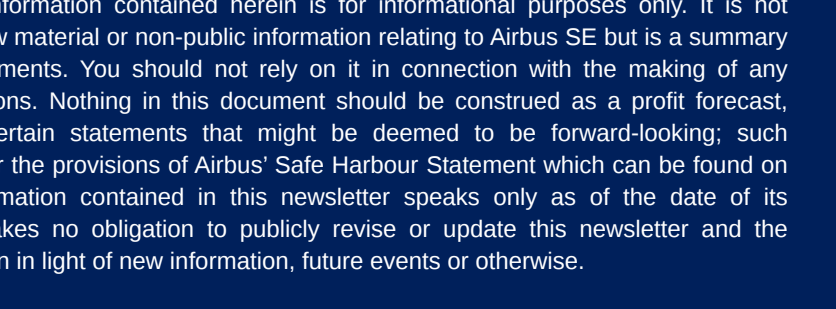 nformation contained herein is for informational purposes only. It is not
material or non-public information relating to Airbus SE but is a summary
ments. You should not rely on it in connection with the making of any
ons. Nothing in this document should be construed as a profit forecast,
ertain statements that might be deemed to be forward-looking; such
the provisions of Airbus’ Safe Harbour Statement which can be found on
mation contained in this newsletter speaks only as of the date of its
akes no obligation to publicly revise or update this newsletter and the
n in light of new information, future events or otherwise.